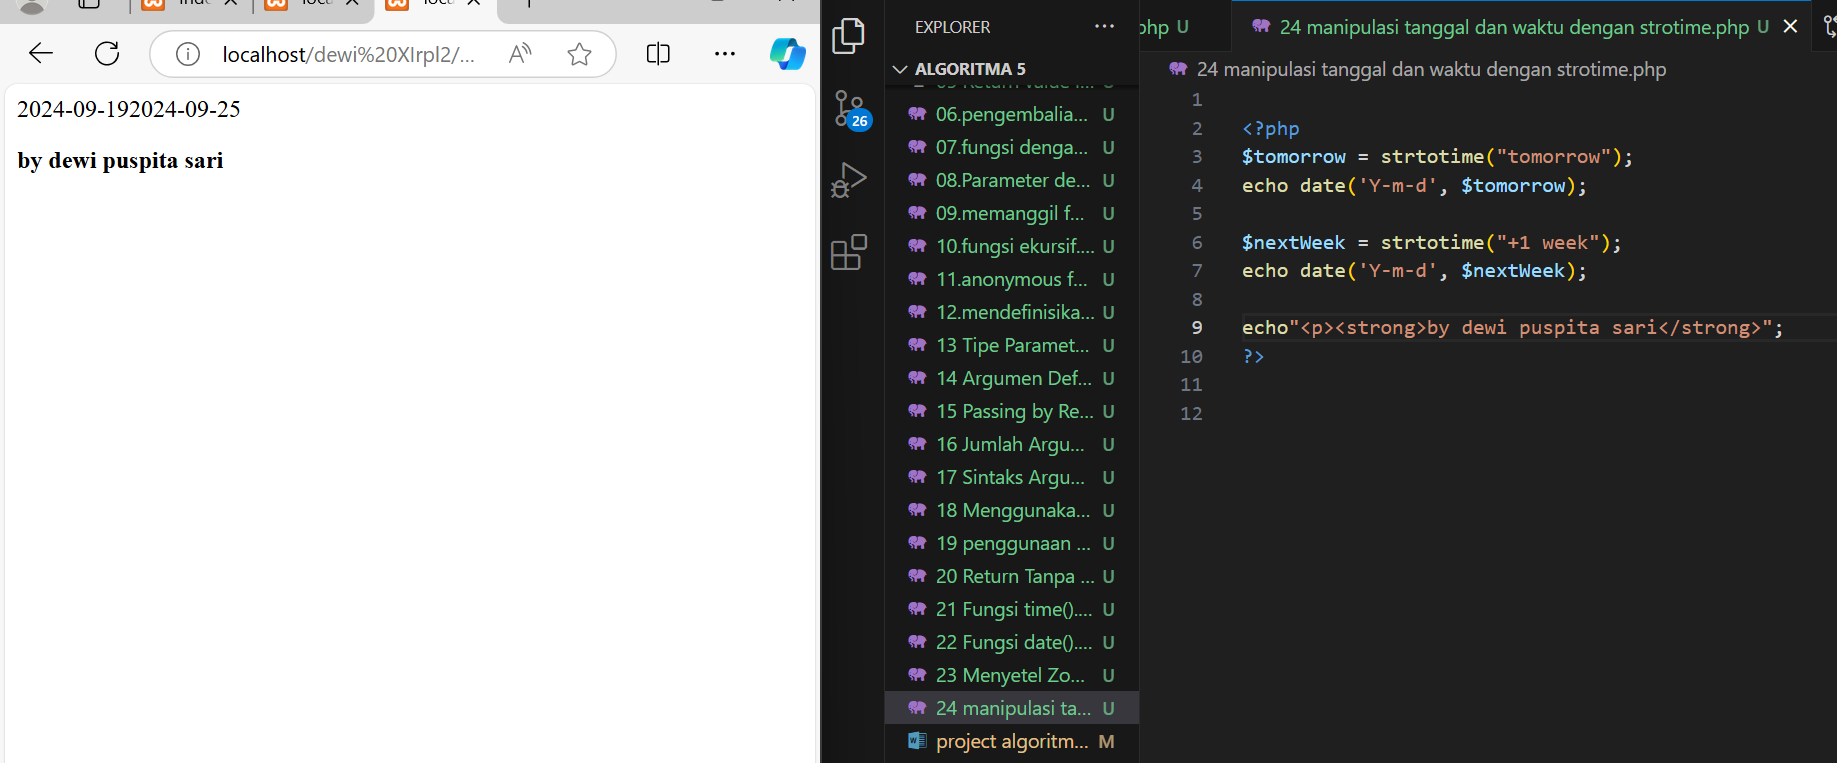 localhost/dewi%20XIrpl2/...
2024-09-192024-09-25
by dewi puspita sari
26
EXPLORER
ALGORITMA 5
06.pengembalia... U
07.fungsi denga... U
08.Parameter de... U
09.memanggil f... U
10.fungsi ekursif.... U
11.anonymous f... U
12.mendefinisika... U
13 Tipe Paramet... U
14 Argumen Def... U
15 Passing by Re... U
16 Jumlah Argu... U
17 Sintaks Argu... U
18 Menggunaka... U
19 penggunaan ... U
20 Return Tanpa ... U
21 Fungsi time().... U
22 Fungsi date().... U
23 Menyetel Zo... U
24 manipulasi ta... U
project algoritm... M
php U
24 manipulasi tanggal dan waktu dengan strotime.php U
24 manipulasi tanggal dan waktu dengan strotime.php
1
2 <?php
3 $tomorrow = strtotime("tomorrow");
4 echo date('Y-m-d', $tomorrow);
5
6 $nextWeek = strtotime("+1 week");
7 echo date('Y-m-d', $nextWeek);
8
9 echo"<p><strong>by dewi puspita sari</strong>";
10 ?>
11
12